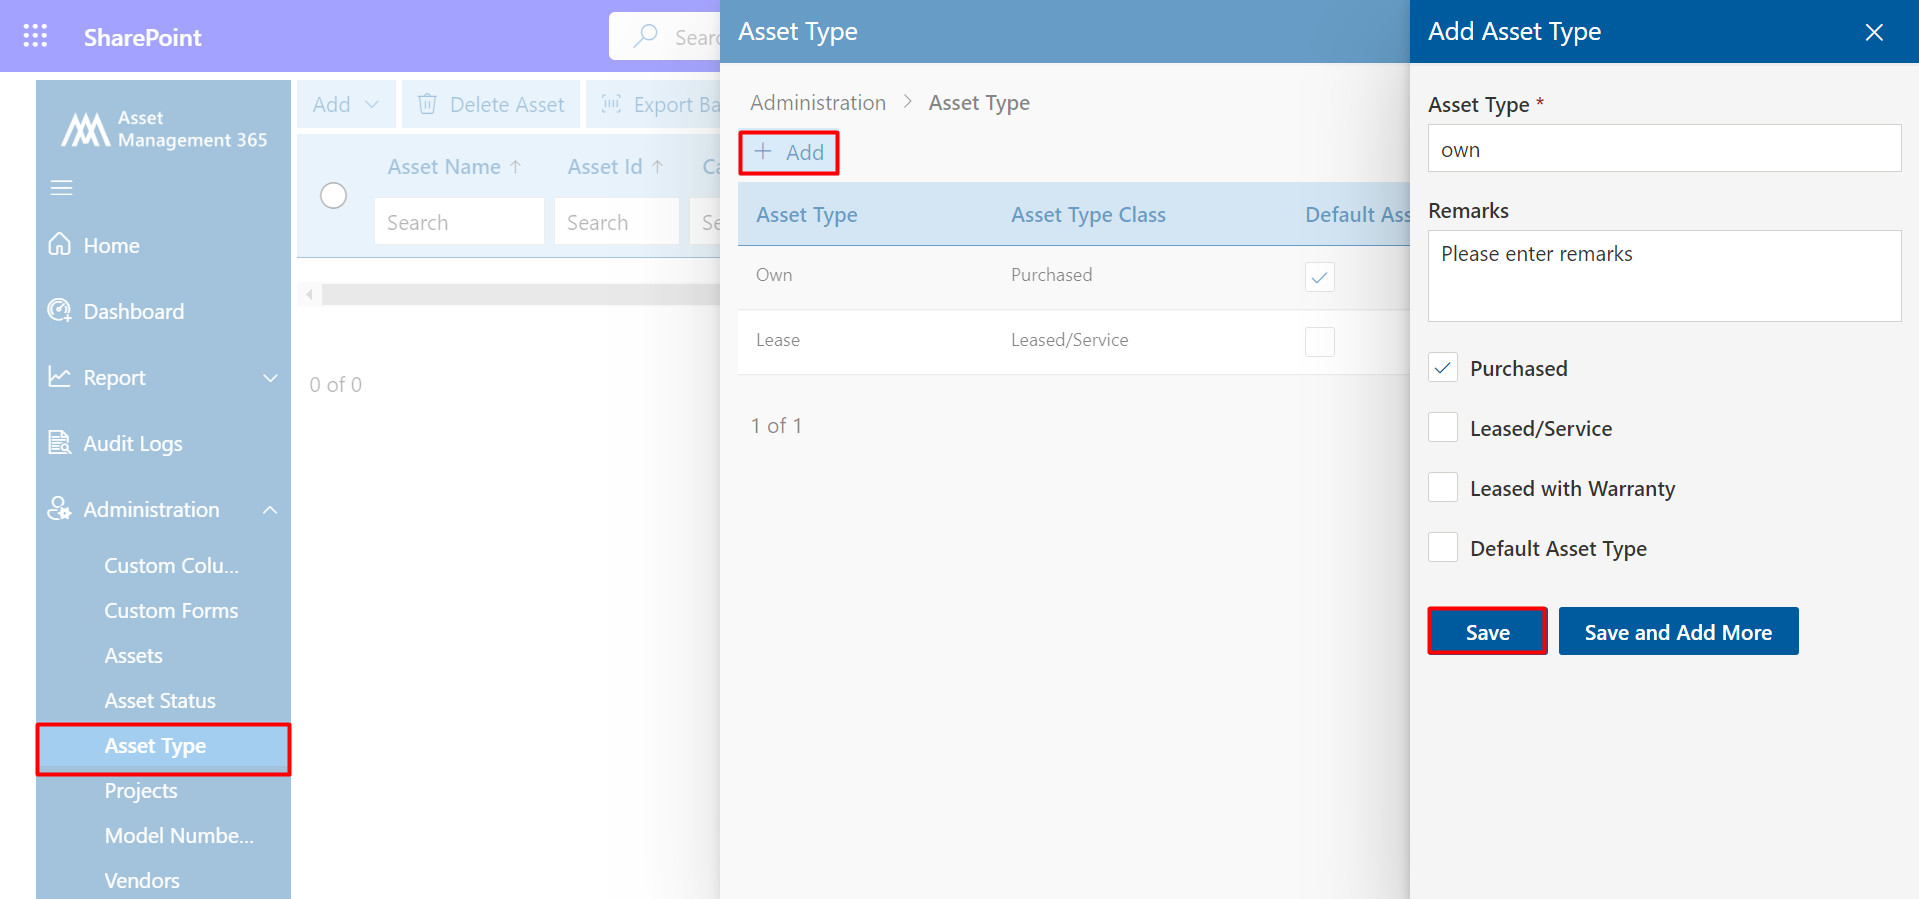 SharePoint
Asset
Management 365
Home
Dashboard
Report
Audit Logs
Administration
Custom Colu...
Custom Forms
Assets
Asset Status
Asset Type
Projects
Model Numbe...
Vendors
Add
Delete Asset
Export Ba
Asset Name
Asset Id
Ca
Search
Search
Se
0 of 0
Asset Type
Administration > Asset Type
+ Add
Asset Type
Asset Type Class
Default Ass
Own
Purchased
Lease
Leased/Service
1 of 1
Add Asset Type
Asset Type *
own
Remarks
Please enter remarks
Purchased
Leased/Service
Leased with Warranty
Default Asset Type
Save
Save and Add More